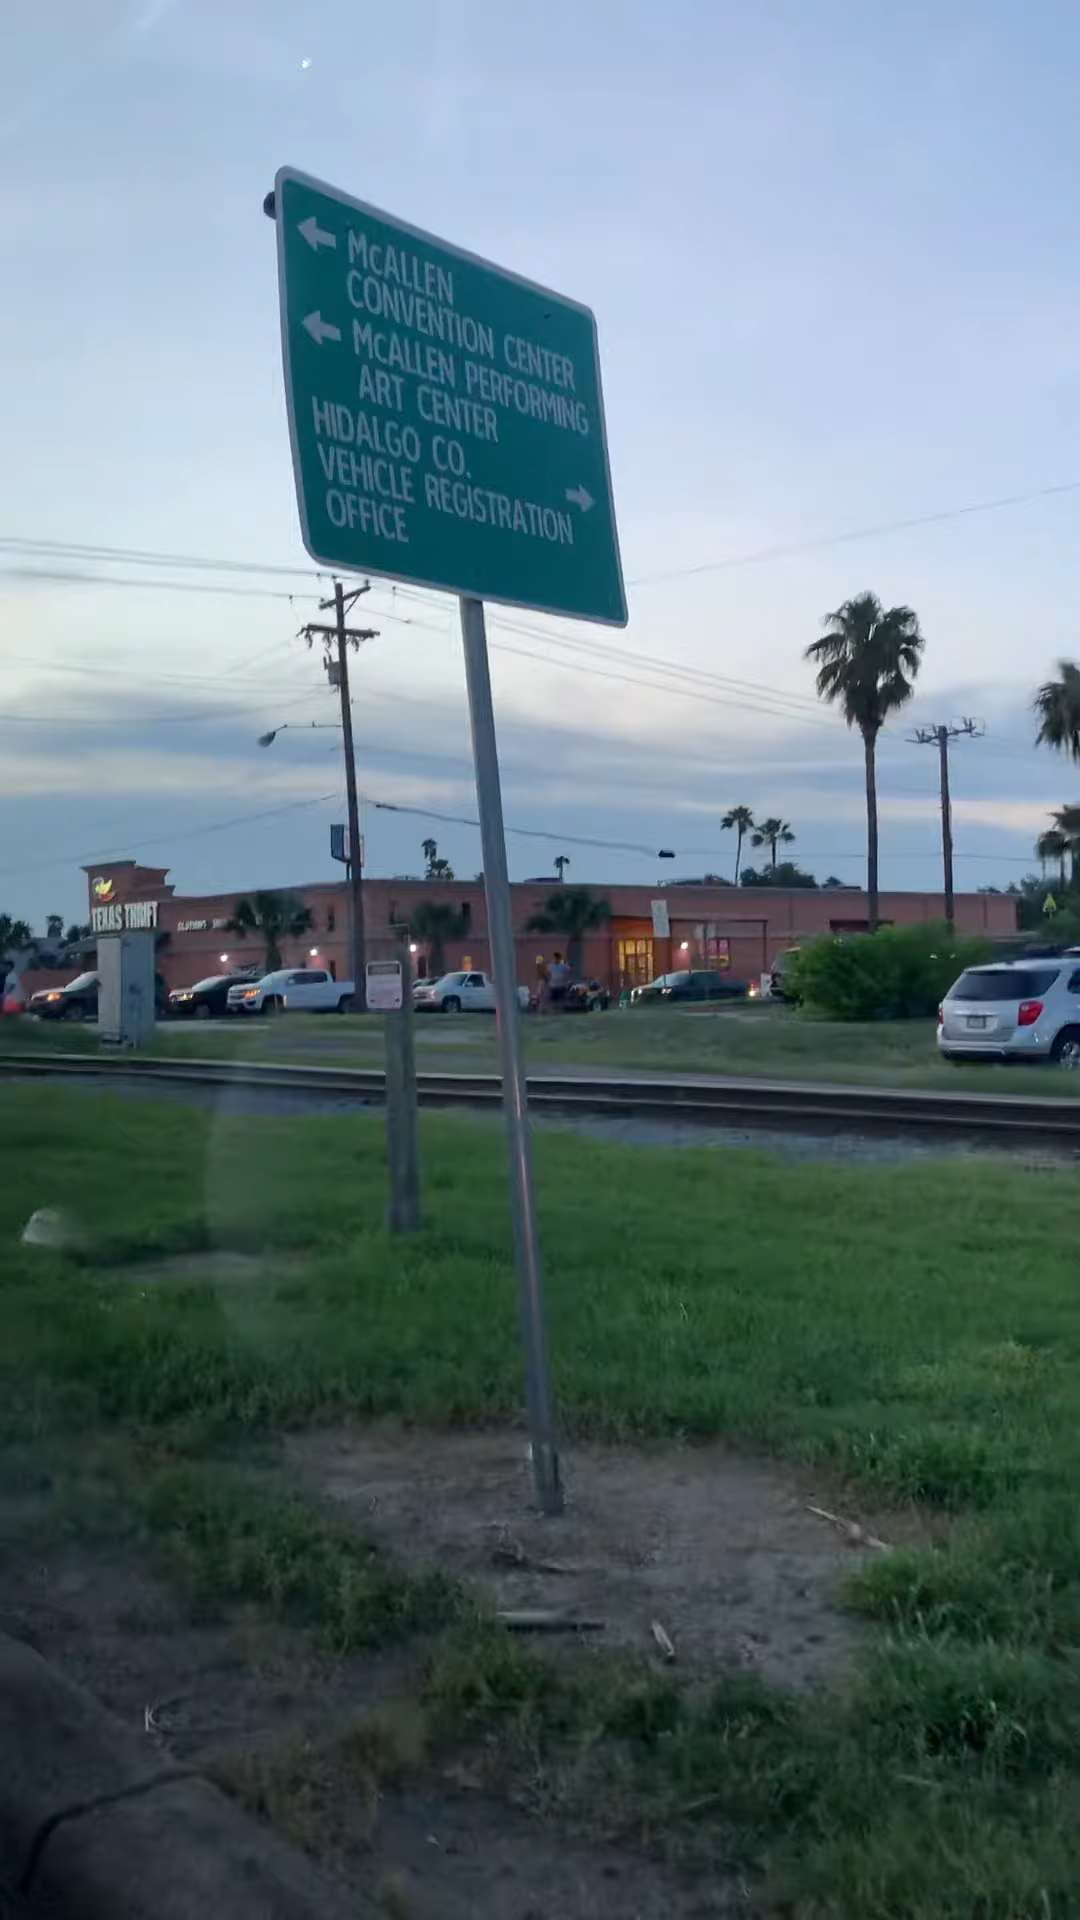 McALLEN
CONVENTION CENTER
McALLEN PERFORMING
ART CENTER
HIDALGO CO.
VEHICLE REGISTRATION
OFFICE
TEXAS THRIFT